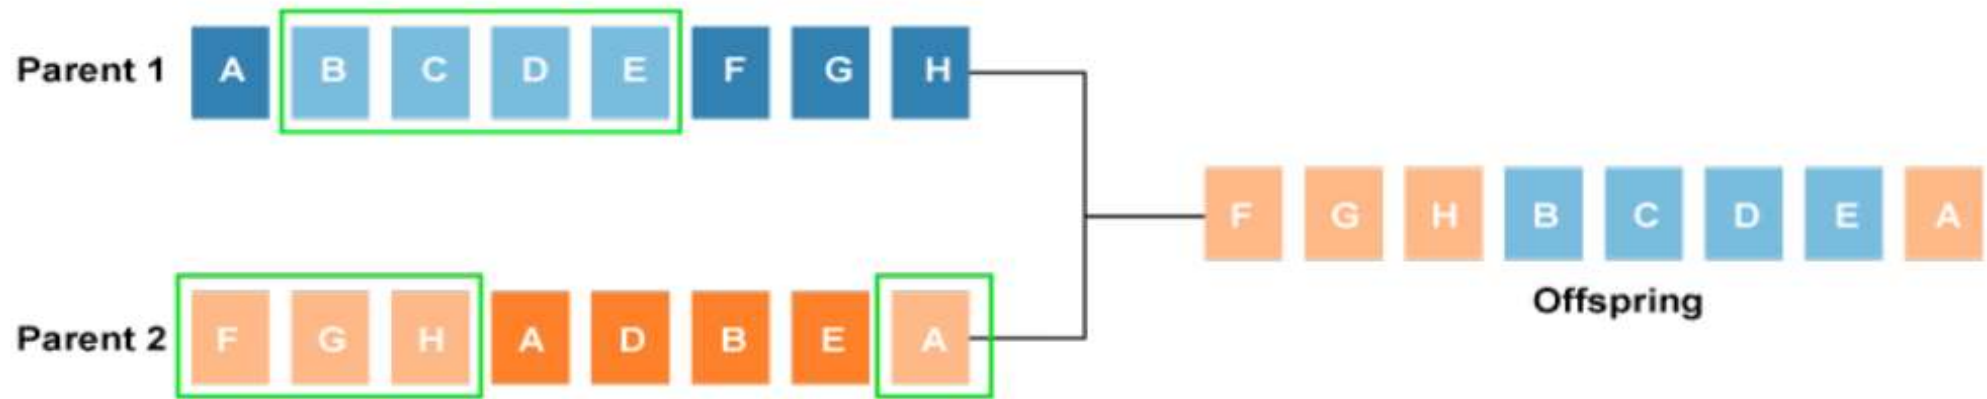 Parent 1 A B C D E F G H
F G H B C D E A
Offspring
Parent 2 F G H A D B E A